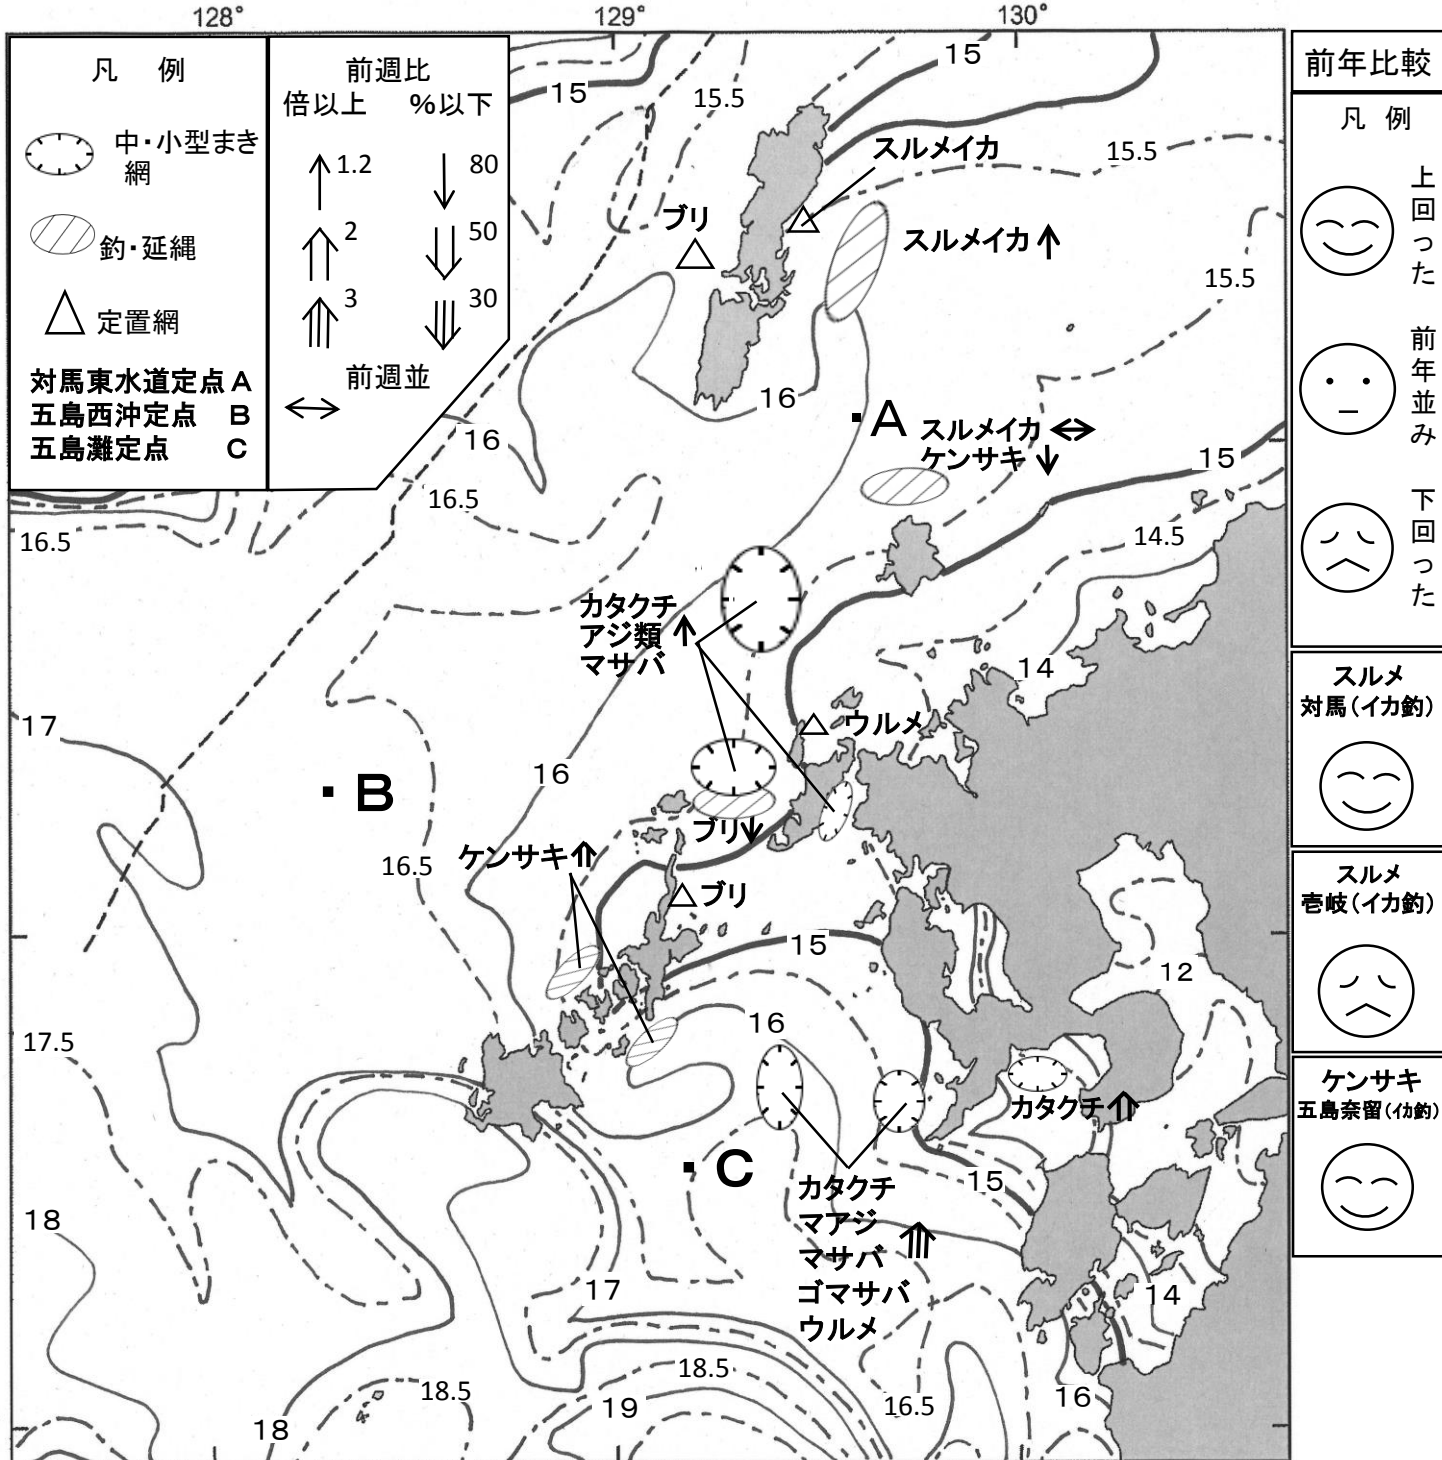 128°
129°
130°
凡 例
中・小型まき
網
釣・延縄
定置網
対馬東水道定点 A
五島西沖定点 B
五島灘定点 C
前週比
倍以上 %以下
1.2 80
2 50
3 30
前週並
15
15.5
15
15.5
スルメイカ
ブリ
スルメイカ
15.5
16
16
A
スルメイカ
ケンサキ
15
16.5
16.5
14.5
カタクチ
アジ類
マサバ
14
17
ウルメ
16
B
ブリ
ケンサキ
16.5
ブリ
15
12
16
17.5
カタクチ
C
カタクチ
マアジ
マサバ
ゴマサバ
ウルメ
15
18
17
14
18.5
18.5
16.5
16
19
18
前年比較
凡 例
上回った
前年並み
下回った
スルメ
対馬(イカ釣)
スルメ
壱岐(イカ釣)
ケンサキ
五島奈留(イカ釣)